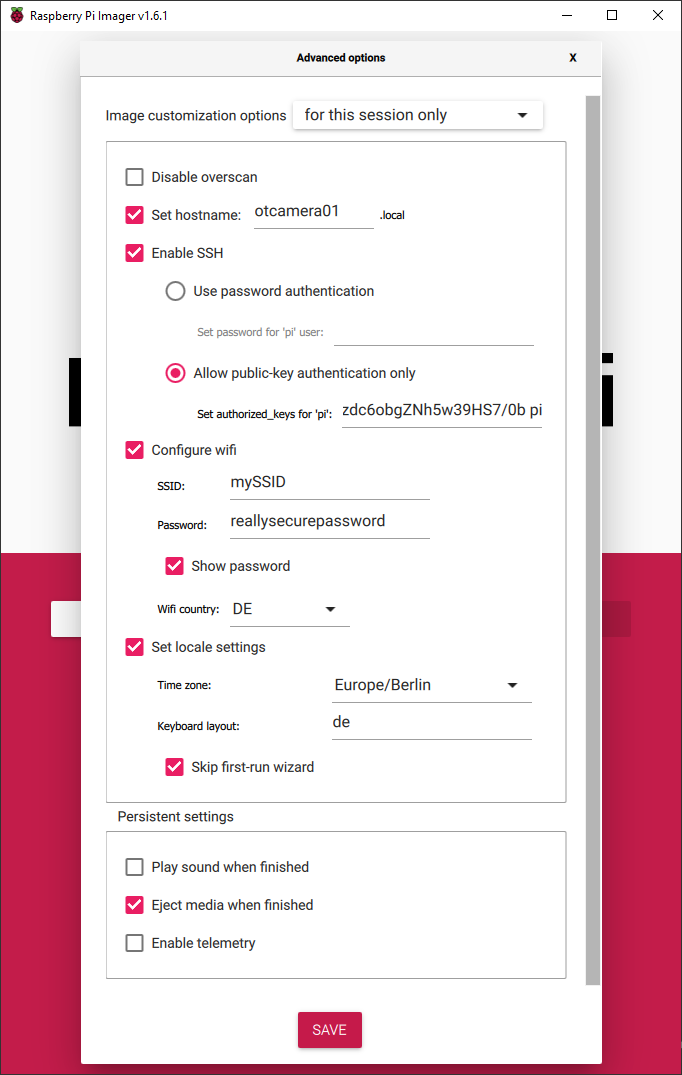 Raspberry Pi Imager v1.6.1
Advanced options
X
Image customization options for this session only
Disable overscan
Set hostname: otcamera01 .local
Enable SSH
Use password authentication
Set password for 'pi' user:
Allow public-key authentication only
Set authorized_keys for 'pi': zdc6obgZNh5w39HS7/0b pi
Configure wifi
SSID: mySSID
Password: reallysecurepassword
Show password
Wifi country: DE
Set locale settings
Time zone: Europe/Berlin
Keyboard layout: de
Skip first-run wizard
Persistent settings
Play sound when finished
Eject media when finished
Enable telemetry
SAVE